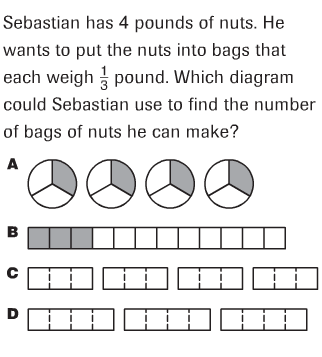 Sebastian has 4 pounds of nuts. He
wants to put the nuts into bags that
each weigh 1/3 pound. Which diagram
could Sebastian use to find the number
of bags of nuts he can make?
A
B
C
D